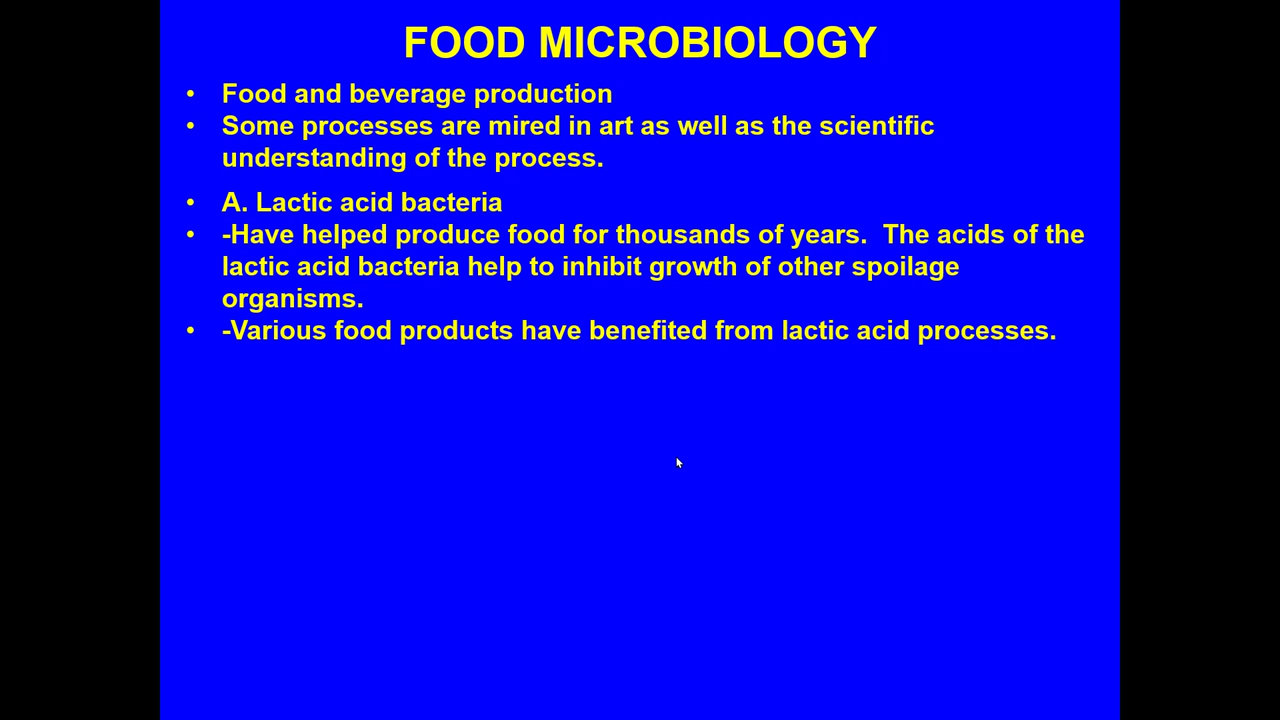 FOOD MICROBIOLOGY
• Food and beverage production
• Some processes are mired in art as well as the scientific
understanding of the process.
• A. Lactic acid bacteria
• -Have helped produce food for thousands of years.  The acids of the
lactic acid bacteria help to inhibit growth of other spoilage
organisms.
• -Various food products have benefited from lactic acid processes.